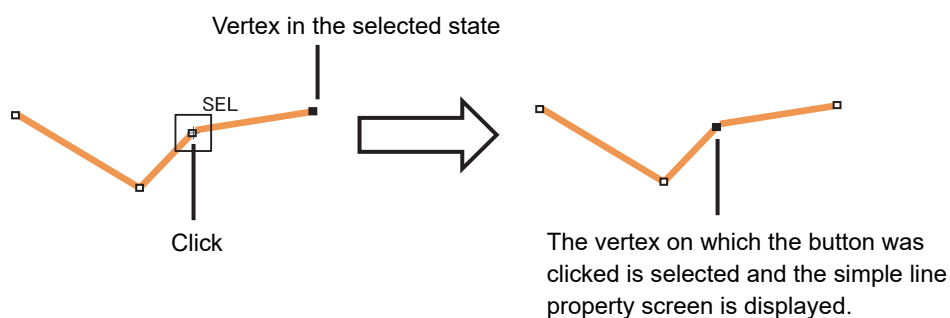 Vertex in the selected state
SEL
Click
The vertex on which the button was
clicked is selected and the simple line
property screen is displayed.